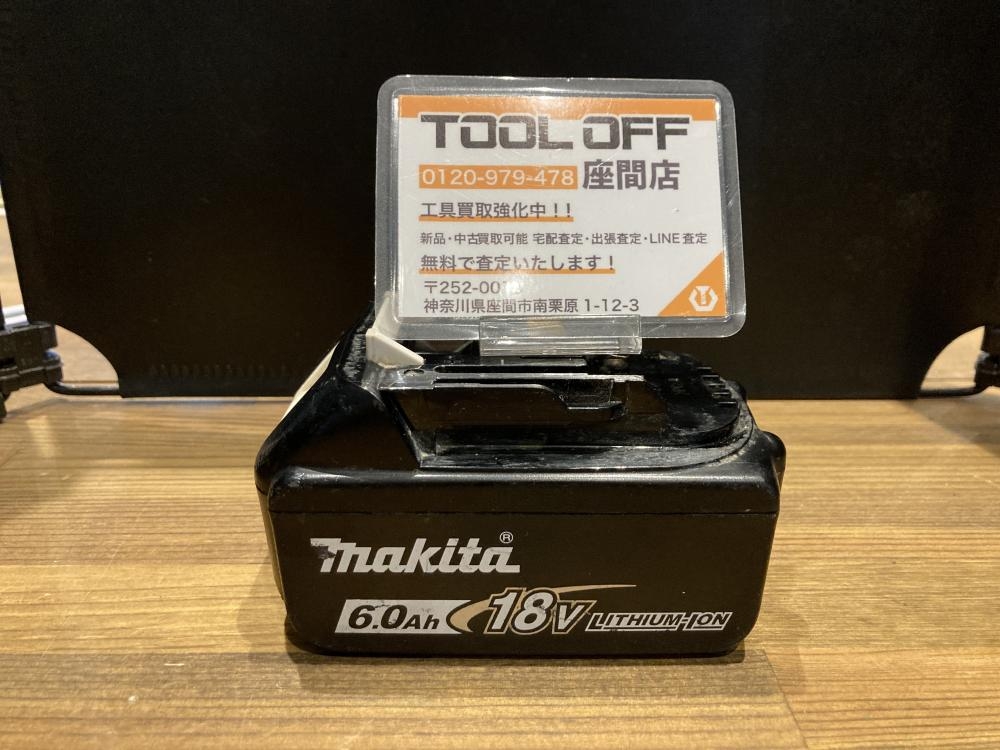 TOOL OFF
0120-979-478 座間店
工具買取強化中！！
新品・中古買取可能 宅配査定・出張査定・LINE査定
無料で査定いたします！
神奈川県座間市南栗原 1-12-3
makita®
6.0Ah 18V LITHIUM-ION